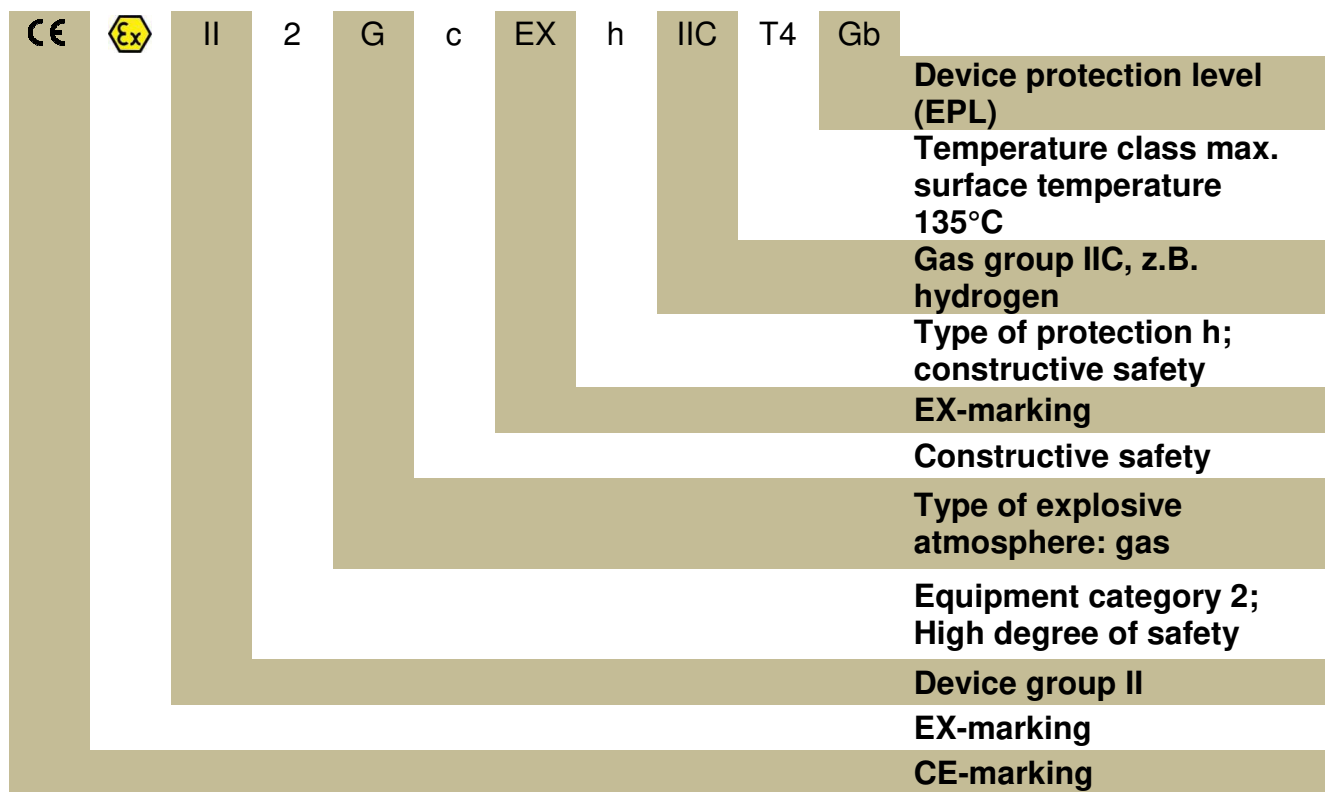 CE Ex II 2 G c EX h IIC T4 Gb
Device protection level
(EPL)
Temperature class max.
surface temperature
135°C
Gas group IIC, z.B.
hydrogen
Type of protection h;
constructive safety
EX-marking
Constructive safety
Type of explosive
atmosphere: gas
Equipment category 2;
High degree of safety
Device group II
EX-marking
CE-marking